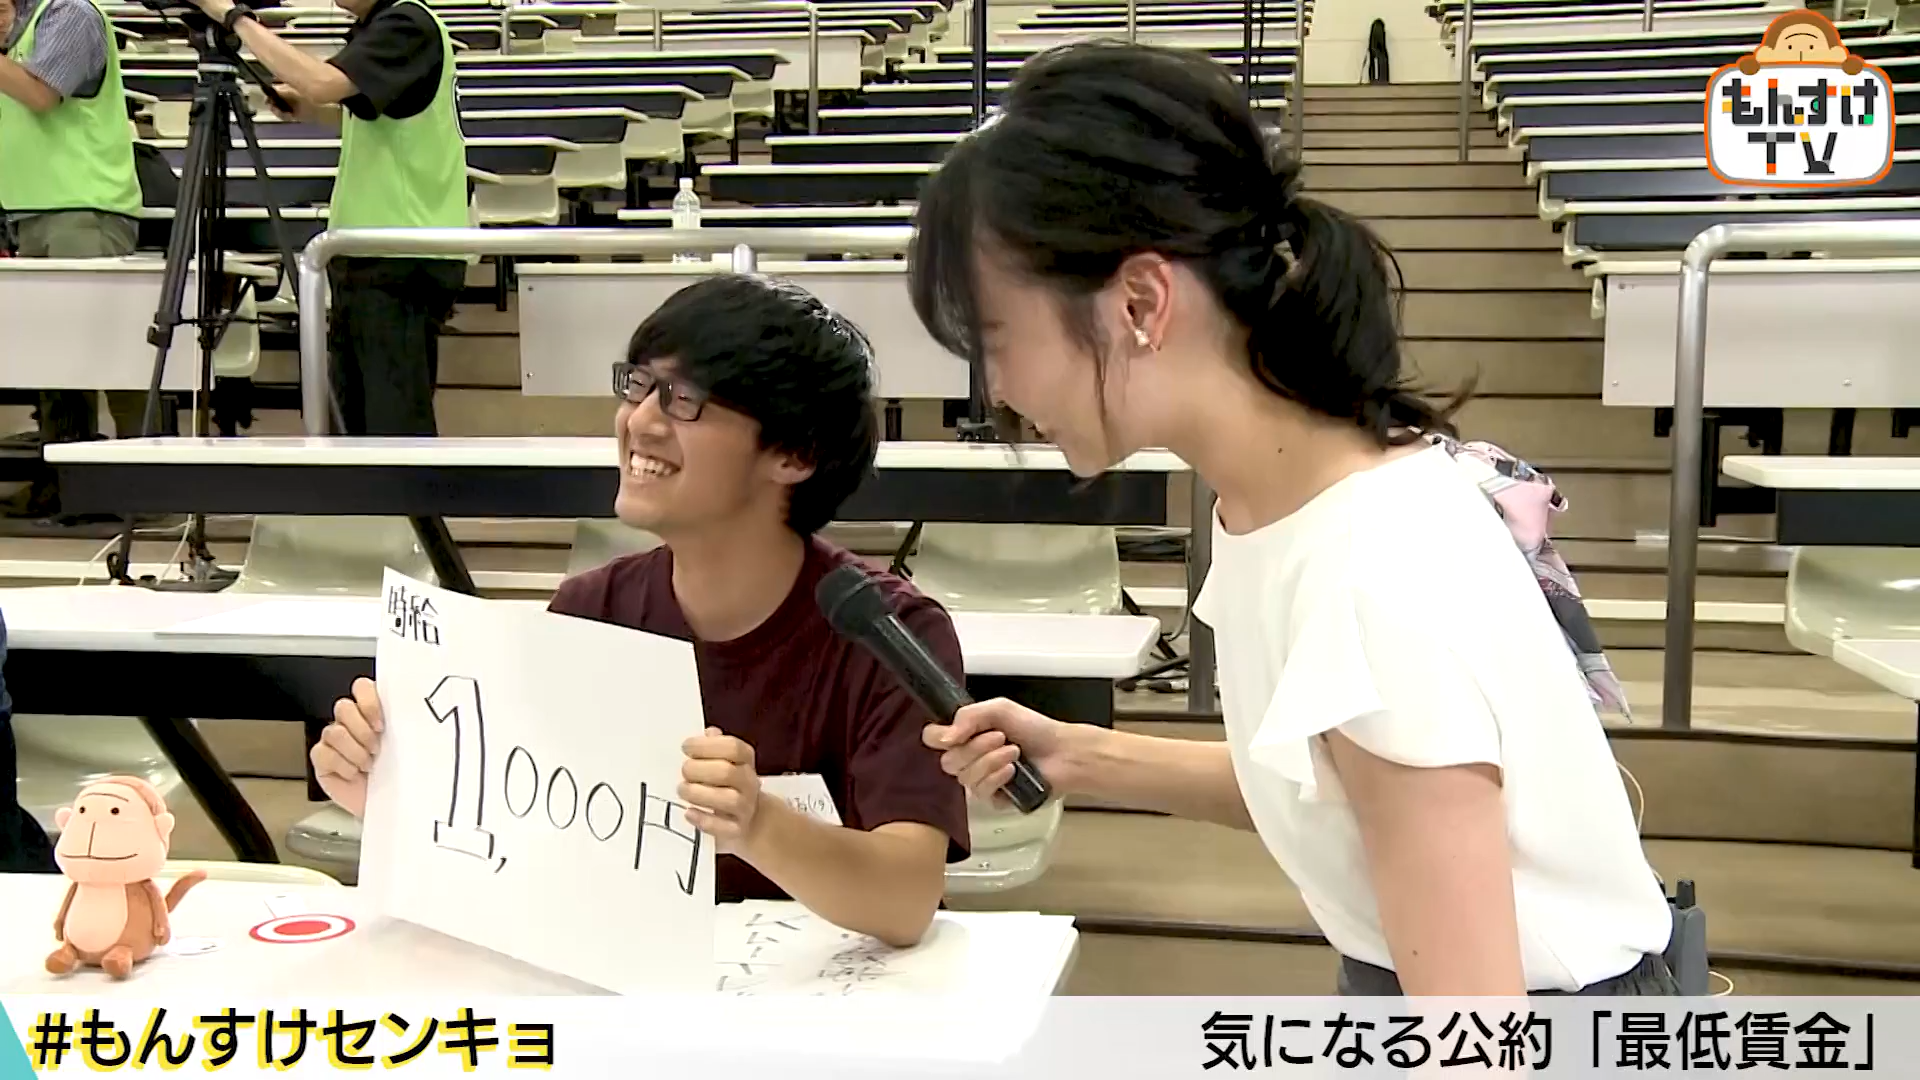 もんすけ
TV
時給
1,000円
#もんすけセンキョ
気になる公約「最低賃金」